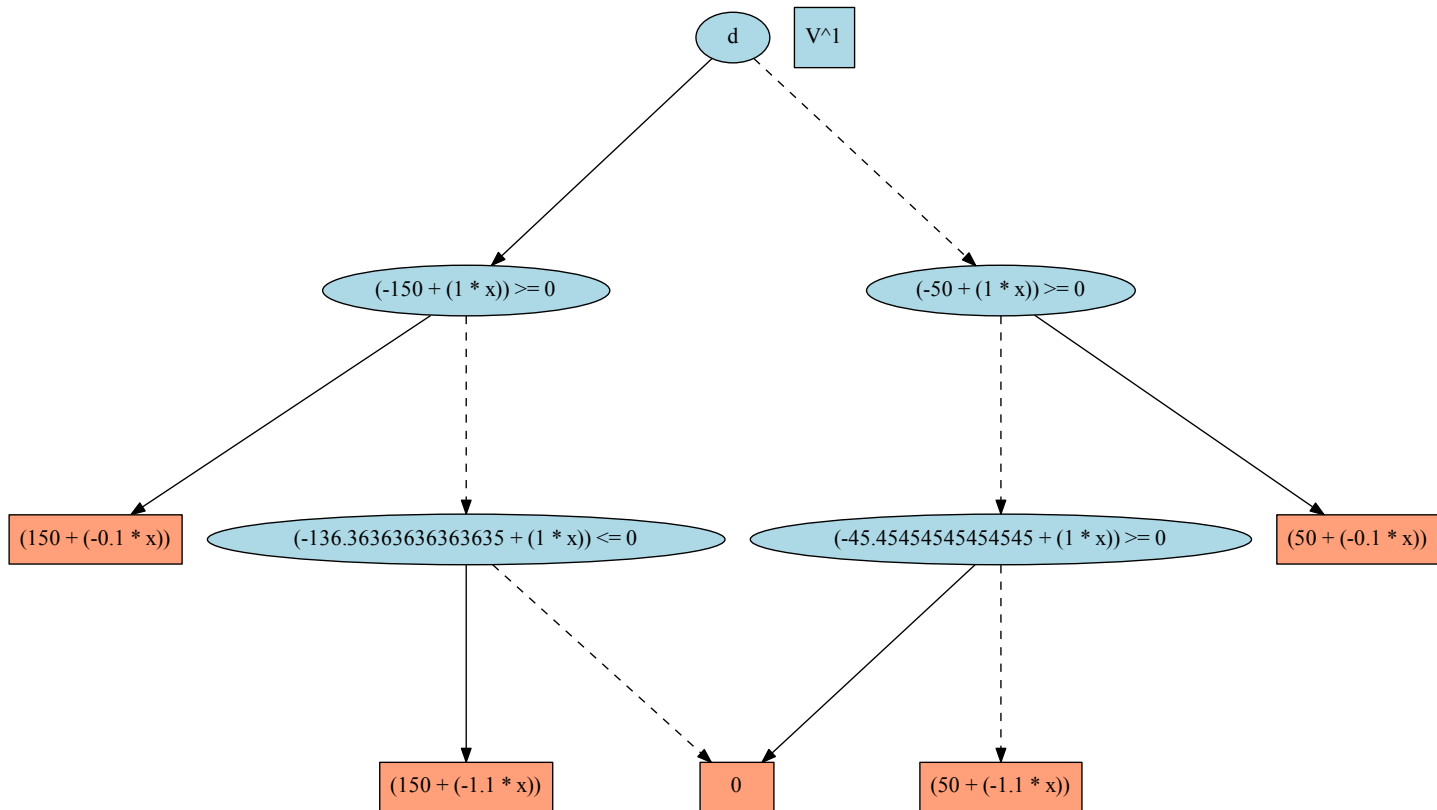 d
V^1
(-150 + (1 * x)) >= 0
(-50 + (1 * x)) >= 0
(150 + (-0.1 * x))
(-136.36363636363635 + (1 * x)) <= 0
(-45.45454545454545 + (1 * x)) >= 0
(50 + (-0.1 * x))
(150 + (-1.1 * x))
0
(50 + (-1.1 * x))